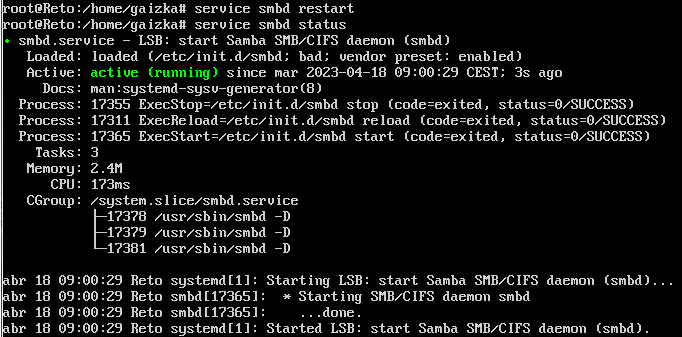 root@Reto:/home/gaizka# service smbd restart
root@Reto:/home/gaizka# service smbd status
● smbd.service - LSB: start Samba SMB/CIFS daemon (smbd)
   Loaded: loaded (/etc/init.d/smbd; bad; vendor preset: enabled)
   Active: active (running) since mar 2023-04-18 09:00:29 CEST; 3s ago
     Docs: man:systemd-sysv-generator(8)
  Process: 17355 ExecStop=/etc/init.d/smbd stop (code=exited, status=0/SUCCESS)
  Process: 17311 ExecReload=/etc/init.d/smbd reload (code=exited, status=0/SUCCESS)
  Process: 17365 ExecStart=/etc/init.d/smbd start (code=exited, status=0/SUCCESS)
    Tasks: 3
   Memory: 2.4M
      CPU: 173ms
   CGroup: /system.slice/smbd.service
           ├─17378 /usr/sbin/smbd -D
           ├─17379 /usr/sbin/smbd -D
           └─17381 /usr/sbin/smbd -D

abr 18 09:00:29 Reto systemd[1]: Starting LSB: start Samba SMB/CIFS daemon (smbd)...
abr 18 09:00:29 Reto smbd[17365]:  * Starting SMB/CIFS daemon smbd
abr 18 09:00:29 Reto smbd[17365]:    ...done.
abr 18 09:00:29 Reto systemd[1]: Started LSB: start Samba SMB/CIFS daemon (smbd).